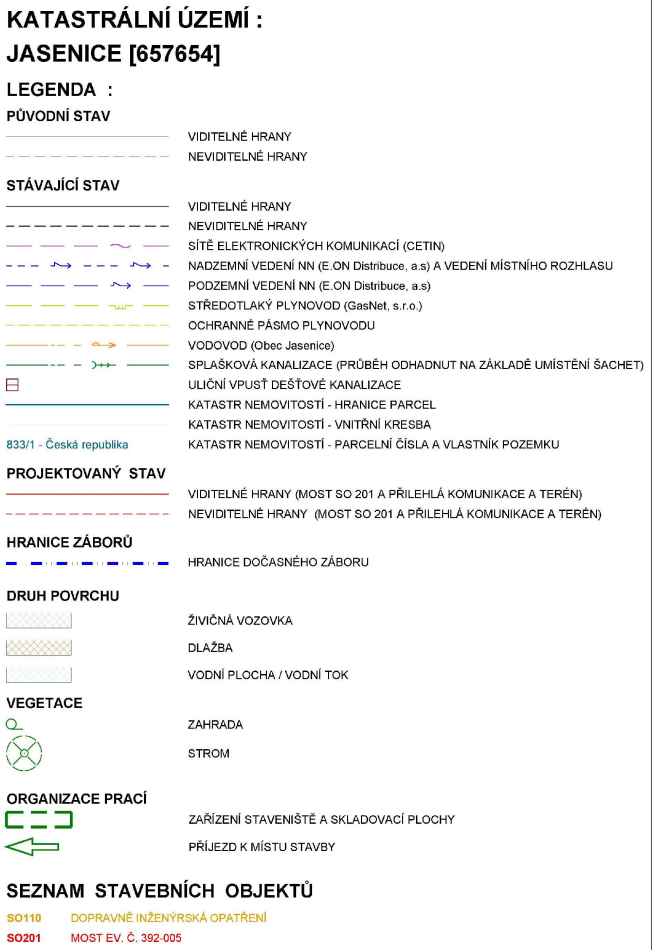 KATASTRÁLNÍ ÚZEMÍ :
JASENICE [657654]
LEGENDA :
PŮVODNÍ STAV
VIDITELNÉ HRANY
NEVIDITELNÉ HRANY
STÁVAJÍCÍ STAV
VIDITELNÉ HRANY
NEVIDITELNÉ HRANY
SÍTĚ ELEKTRONICKÝCH KOMUNIKACÍ (CETIN)
NADZEMNÍ VEDENÍ NN (E.ON Distribuce, a.s) A VEDENÍ MÍSTNÍHO ROZHLASU
PODZEMNÍ VEDENÍ NN (E.ON Distribuce, a.s)
STŘEDOTLAKÝ PLYNOVOD (GasNet, s.r.o.)
OCHRANNÉ PÁSMO PLYNOVODU
VODOVOD (Obec Jasenice)
SPLAŠKOVÁ KANALIZACE (PRŮBĚH ODHADNUT NA ZÁKLADĚ UMÍSTĚNÍ ŠACHET)
ULIČNÍ VPUSŤ DEŠŤOVÉ KANALIZACE
KATASTR NEMOVITOSTÍ - HRANICE PARCEL
KATASTR NEMOVITOSTÍ - VNITŘNÍ KRESBA
833/1 - Česká republika KATASTR NEMOVITOSTÍ - PARCELNÍ ČÍSLA A VLASTNÍK POZEMKU
PROJEKTOVANÝ STAV
VIDITELNÉ HRANY (MOST SO 201 A PŘILEHLÁ KOMUNIKACE A TERÉN)
NEVIDITELNÉ HRANY (MOST SO 201 A PŘILEHLÁ KOMUNIKACE A TERÉN)
HRANICE ZÁBORŮ
HRANICE DOČASNÉHO ZÁBORU
DRUH POVRCHU
ŽIVIČNÁ VOZOVKA
DLAŽBA
VODNÍ PLOCHA / VODNÍ TOK
VEGETACE
ZAHRADA
STROM
ORGANIZACE PRACÍ
ZAŘÍZENÍ STAVENIŠTĚ A SKLADOVACÍ PLOCHY
PŘÍJEZD K MÍSTU STAVBY
SEZNAM STAVEBNÍCH OBJEKTŮ
SO110 DOPRAVNĚ INŽENÝRSKÁ OPATŘENÍ
SO201 MOST EV. Č. 392-005